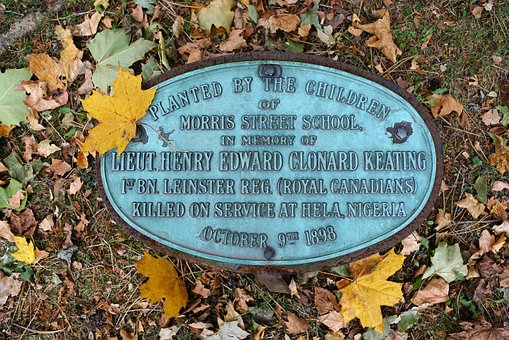 PLANTED BY THE CHILDREN
OF
MORRIS STREET SCHOOL.
IN MEMORY OF
LIEUT, HENRY EDWARD CLONARD KEATING
1ST BN. LEINSTER REG. (ROYAL CANADIANS)
KILLED ON SERVICE AT HELA, NIGERIA
OCTOBER 9TH 1898